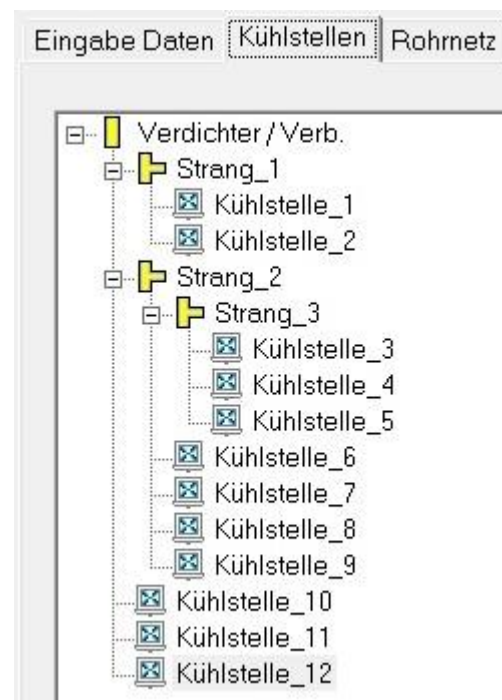 Eingabe Daten Kühlstellen Rohrnetz
Verdichter / Verb.
Strang_1
Kühlstelle_1
Kühlstelle_2
Strang_2
Strang_3
Kühlstelle_3
Kühlstelle_4
Kühlstelle_5
Kühlstelle_6
Kühlstelle_7
Kühlstelle_8
Kühlstelle_9
Kühlstelle_10
Kühlstelle_11
Kühlstelle_12